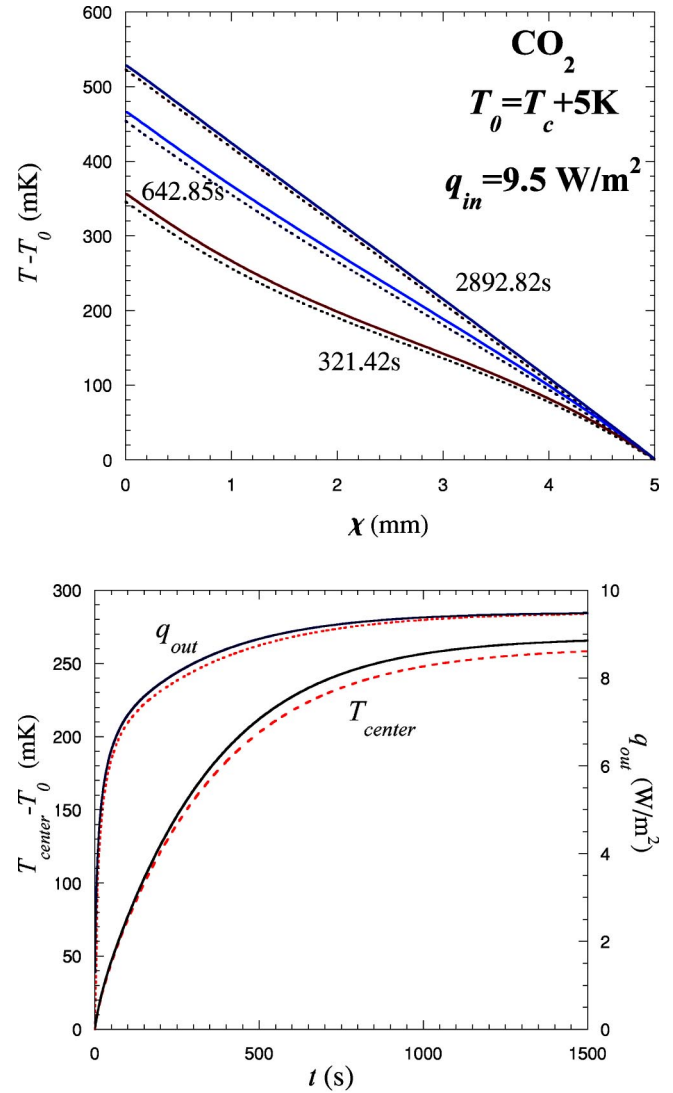 600
500
400
300
200
100
0
T-T0 (mK)
CO2
T0=Tc+5K
qin=9.5 W/m2
642.85s
2892.82s
321.42s
0 1 2 3 4 5
χ (mm)
300
250
200
150
100
50
0
Tcenter-T0 (mK)
qout
Tcenter
10
8
6
4
2
0
qout (W/m2)
0 500 1000 1500
t (s)